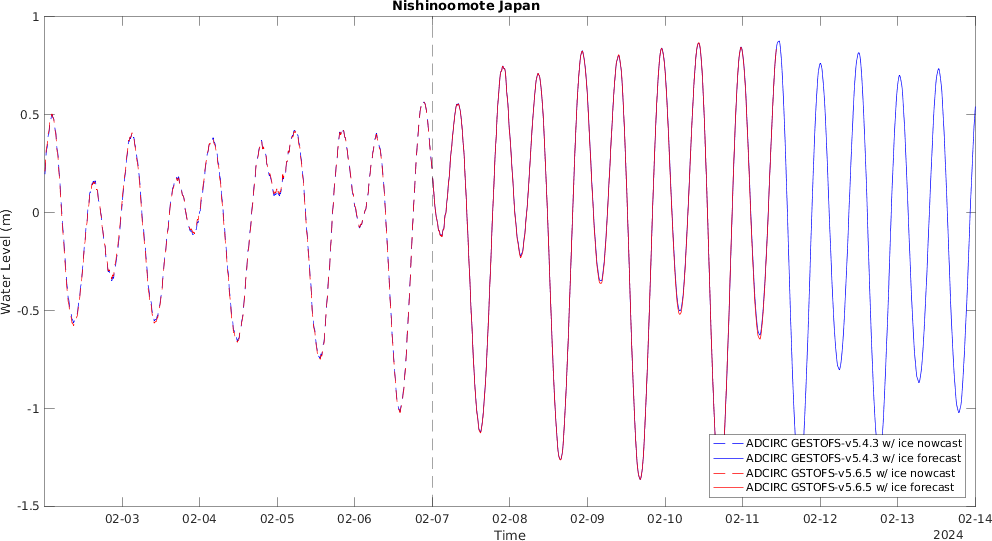 Nishinoomote Japan
1
0.5
0
-0.5
-1
-1.5
Water Level (m)
02-03 02-04 02-05 02-06 02-07 02-08 02-09 02-10 02-11 02-12 02-13 02-14
Time
2024
ADCIRC GESTOFS-v5.4.3 w/ ice nowcast
ADCIRC GESTOFS-v5.4.3 w/ ice forecast
ADCIRC GSTOFS-v5.6.5 w/ ice nowcast
ADCIRC GSTOFS-v5.6.5 w/ ice forecast